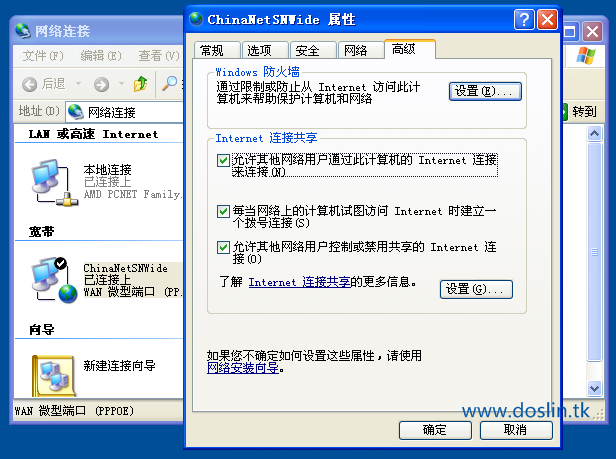 网络连接
文件(F) 编辑(E) 查看(V)
后退
地址(D) 网络连接
转到
LAN 或高速 Internet
本地连接
已连接上
AMD PCNET Family
宽带
ChinaNetSNWide
已连接上
WAN 微型端口 (PP
向导
新建连接向导
WAN 微型端口 (PPPOE)
ChinaNetSNWide 属性
常规 选项 安全 网络 高级
Windows 防火墙
通过限制或防止从 Internet 访问此计
算机来帮助保护计算机和网络
设置(E)...
Internet 连接共享
允许其他网络用户通过此计算机的 Internet 连接
来连接(N)
每当网络上的计算机试图访问 Internet 时建立一
个拨号连接(S)
允许其他网络用户控制或禁用共享的 Internet 连
接(O)
了解 Internet 连接共享的更多信息。
设置(G)...
如果您不确定如何设置这些属性，请使用
网络安装向导。
确定 取消
www.doslin.tk